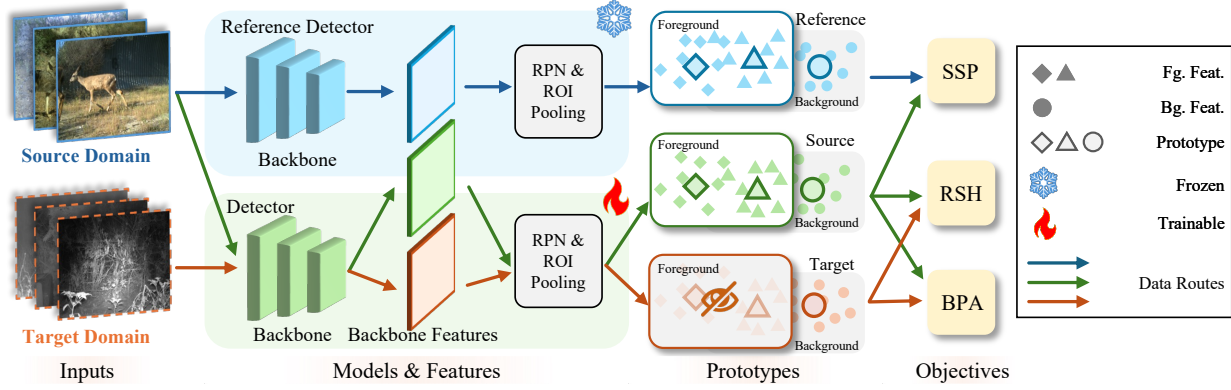 Source Domain
Target Domain
Inputs
Reference Detector
Backbone
RPN &
ROI
Pooling
Detector
Backbone
Backbone Features
RPN &
ROI
Pooling
Models & Features
Foreground
Reference
Background
Foreground
Source
Background
Foreground
Target
Background
Prototypes
SSP
RSH
BPA
Objectives
Fg. Feat.
Bg. Feat.
Prototype
Frozen
Trainable
Data Routes